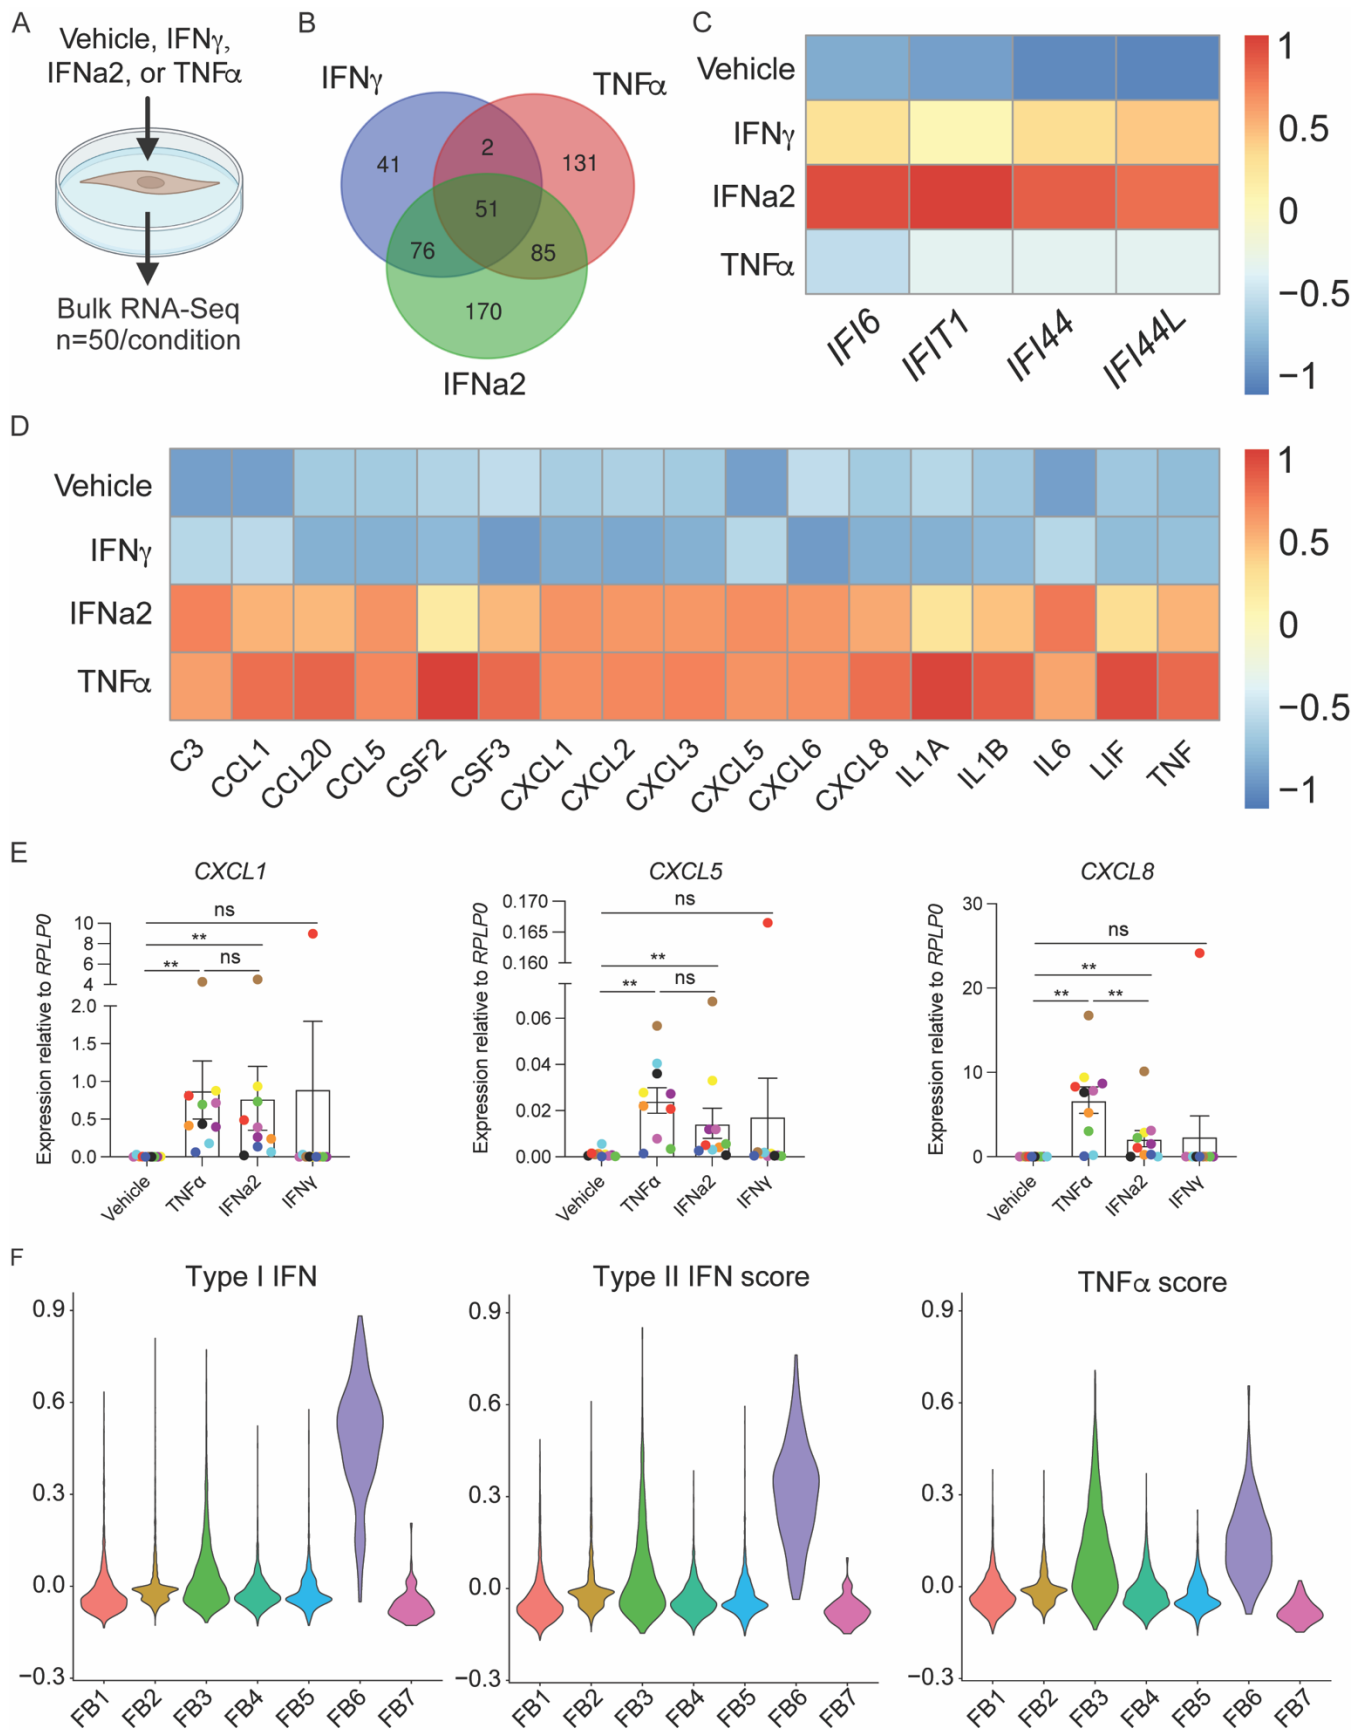 A
Vehicle, IFNγ,
IFNa2, or TNFα
Bulk RNA-Seq
n=50/condition
B
IFNγ
TNFα
41
2
131
51
76
85
170
IFNa2
C
Vehicle
IFNγ
IFNa2
TNFα
IFI6
IFIT1
IFI44
IFI44L
1
0.5
0
−0.5
−1
D
Vehicle
IFNγ
IFNa2
TNFα
C3
CCL1
CCL20
CCL5
CSF2
CSF3
CXCL1
CXCL2
CXCL3
CXCL5
CXCL6
CXCL8
IL1A
IL1B
IL6
LIF
TNF
1
0.5
0
−0.5
−1
E
CXCL1
Expression relative to RPLP0
10
8
6
4
2.0
1.5
1.0
0.5
0.0
ns
**
** ns
Vehicle
TNFα
IFNa2
IFNγ
CXCL5
Expression relative to RPLP0
0.170
0.165
0.160
0.06
0.04
0.02
0.00
ns
**
** ns
Vehicle
TNFα
IFNa2
IFNγ
CXCL8
Expression relative to RPLP0
30
20
10
0
ns
**
** **
Vehicle
TNFα
IFNa2
IFNγ
F
Type I IFN
0.9
0.6
0.3
0.0
−0.3
FB1
FB2
FB3
FB4
FB5
FB6
FB7
Type II IFN score
0.9
0.6
0.3
0.0
−0.3
FB1
FB2
FB3
FB4
FB5
FB6
FB7
TNFα score
0.9
0.6
0.3
0.0
−0.3
FB1
FB2
FB3
FB4
FB5
FB6
FB7